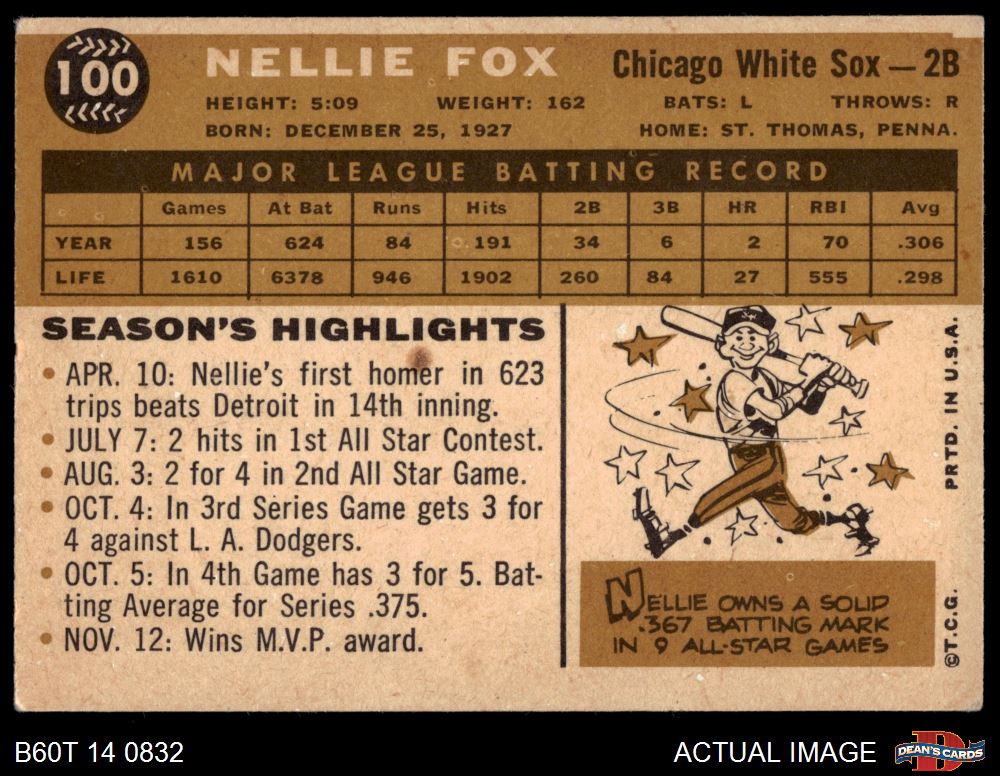 100
NELLIE FOX
Chicago White Sox — 2B
HEIGHT: 5:09 WEIGHT: 162 BATS: L THROWS: R
BORN: DECEMBER 25, 1927 HOME: ST. THOMAS, PENNA.
MAJOR LEAGUE BATTING RECORD
Games At Bat Runs Hits 2B 3B HR RBI Avg
YEAR 156 624 84 191 34 6 2 70 .306
LIFE 1610 6378 946 1902 260 84 27 555 .298
SEASON'S HIGHLIGHTS
• APR. 10: Nellie's first homer in 623
trips beats Detroit in 14th inning.
• JULY 7: 2 hits in 1st All Star Contest.
• AUG. 3: 2 for 4 in 2nd All Star Game.
• OCT. 4: In 3rd Series Game gets 3 for
4 against L. A. Dodgers.
• OCT. 5: In 4th Game has 3 for 5. Bat-
ting Average for Series .375.
• NOV. 12: Wins M.V.P. award.
NELLIE OWNS A SOLID
.367 BATTING MARK
IN 9 ALL-STAR GAMES
©T.C.G.
PRTD. IN U.S.A.
B60T 14 0832
ACTUAL IMAGE
DEAN'S CARDS